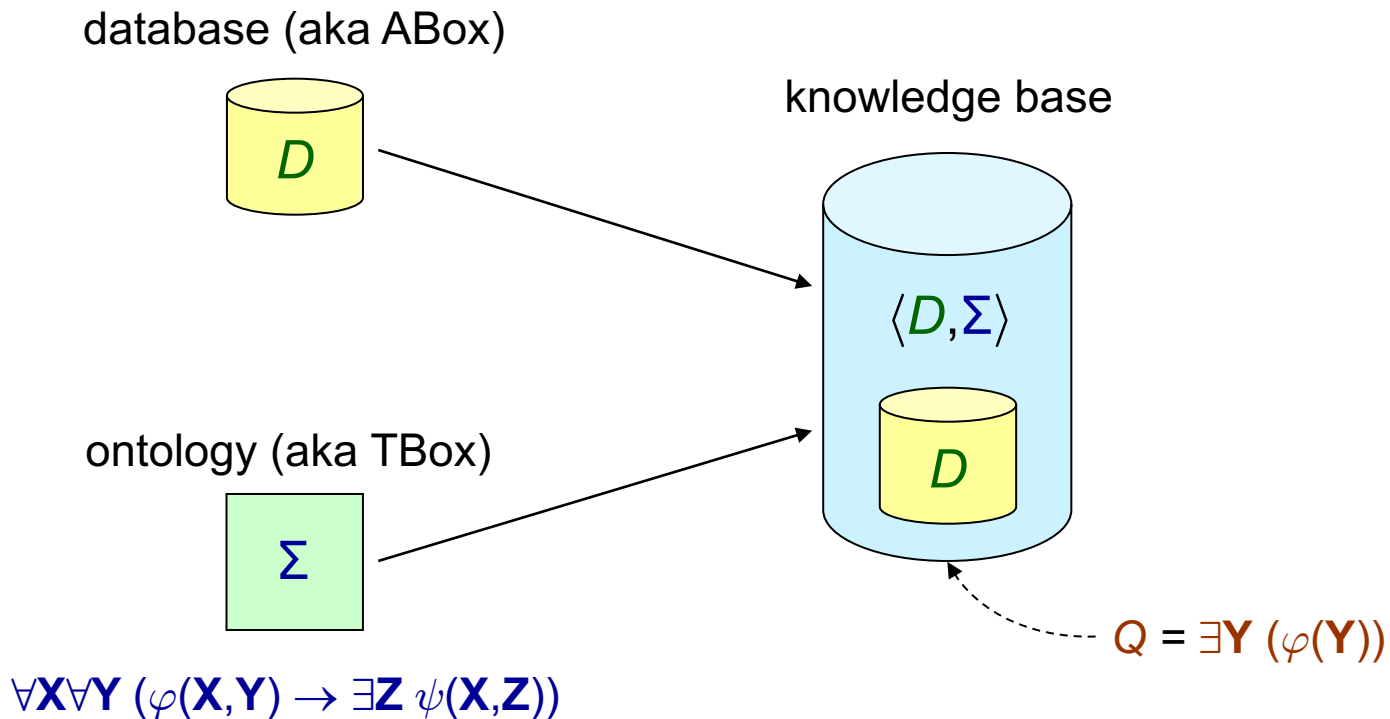 database (aka ABox)
D
knowledge base
⟨D,Σ⟩
D
ontology (aka TBox)
Σ
∀X∀Y (φ(X,Y) → ∃Z ψ(X,Z))
Q = ∃Y (φ(Y))